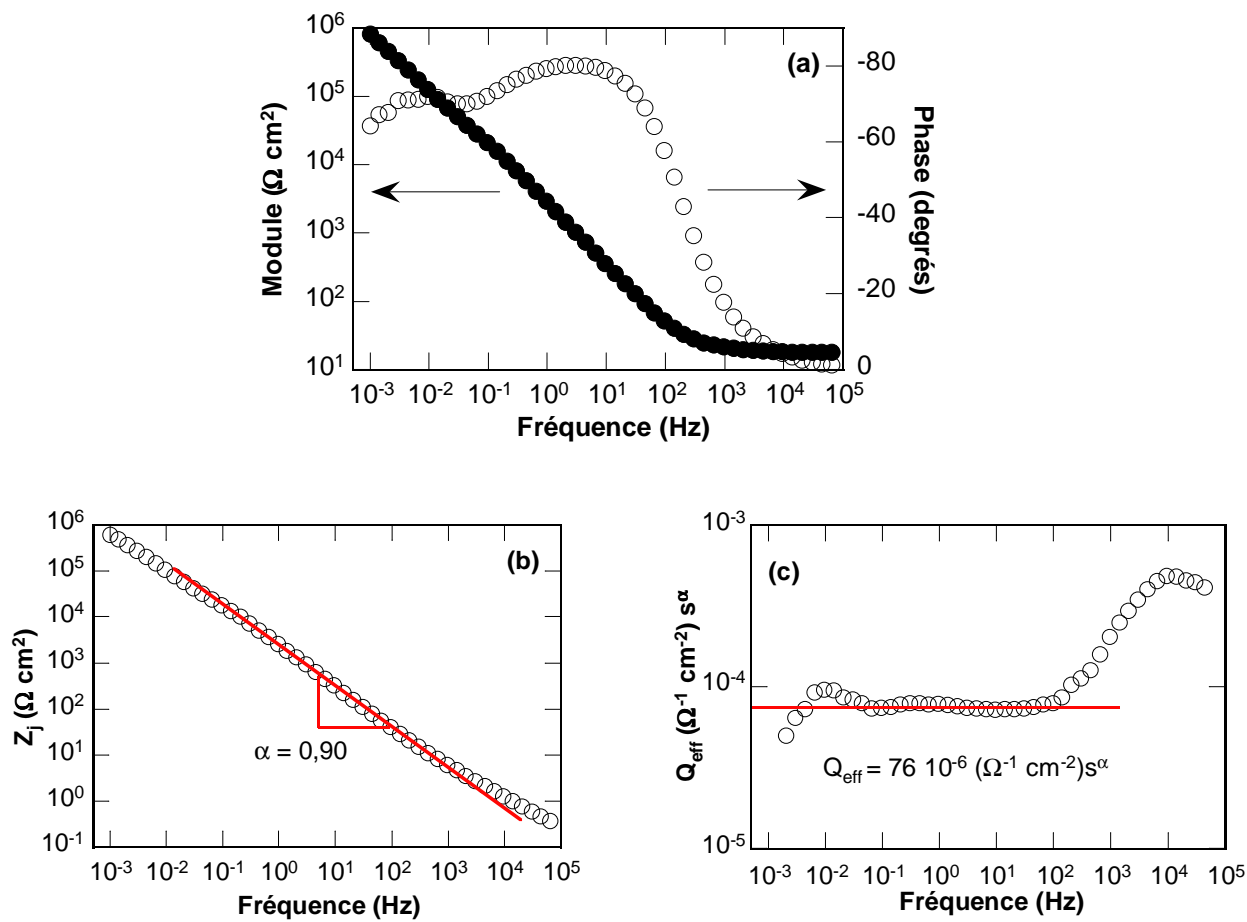 (a)
Module (Ω cm²)
10⁶
10⁵
10⁴
10³
10²
10¹
-80
-60
-40
-20
0
Phase (degrés)
10⁻³ 10⁻² 10⁻¹ 10⁰ 10¹ 10² 10³ 10⁴ 10⁵
Fréquence (Hz)
(b)
Zⱼ (Ω cm²)
10⁶
10⁵
10⁴
10³
10²
10¹
10⁰
10⁻¹
α = 0,90
10⁻³ 10⁻² 10⁻¹ 10⁰ 10¹ 10² 10³ 10⁴ 10⁵
Fréquence (Hz)
(c)
Q_eff (Ω⁻¹ cm⁻²) s^α
10⁻³
10⁻⁴
10⁻⁵
Q_eff = 76 10⁻⁶ (Ω⁻¹ cm⁻²)s^α
10⁻³ 10⁻² 10⁻¹ 10⁰ 10¹ 10² 10³ 10⁴ 10⁵
Fréquence (Hz)